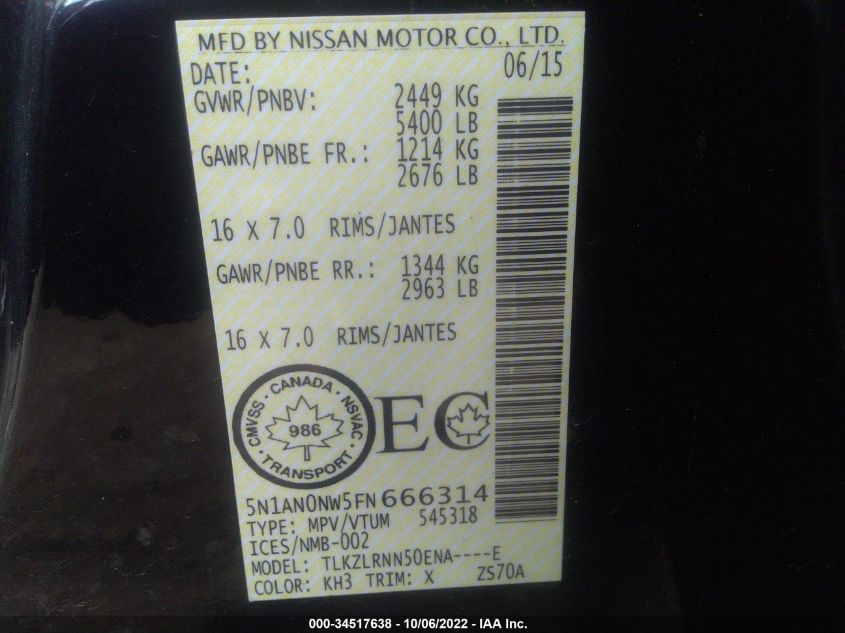 MFD BY NISSAN MOTOR CO., LTD.
DATE: 06/15
GVWR/PNBV: 2449 KG
5400 LB
GAWR/PNBE FR.: 1214 KG
2676 LB
16 X 7.0 RIMS/JANTES
GAWR/PNBE RR.: 1344 KG
2963 LB
16 X 7.0 RIMS/JANTES
CMVSS · CANADA · NSVAC · TRANSPORT ·
986
EC
5N1AN0NW5FN666314
TYPE: MPV/VTUM 545318
ICES/NMB-002
MODEL: TLKZLRNN50ENA----E
COLOR: KH3 TRIM: X ZS70A
000-34517638 - 10/06/2022 - IAA Inc.